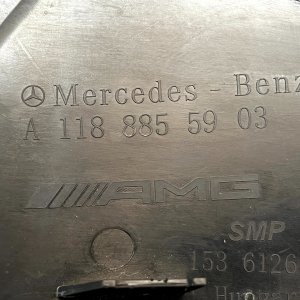 Mercedes - Benz
A 118 885 59 03
AMG
SMP
153 6126